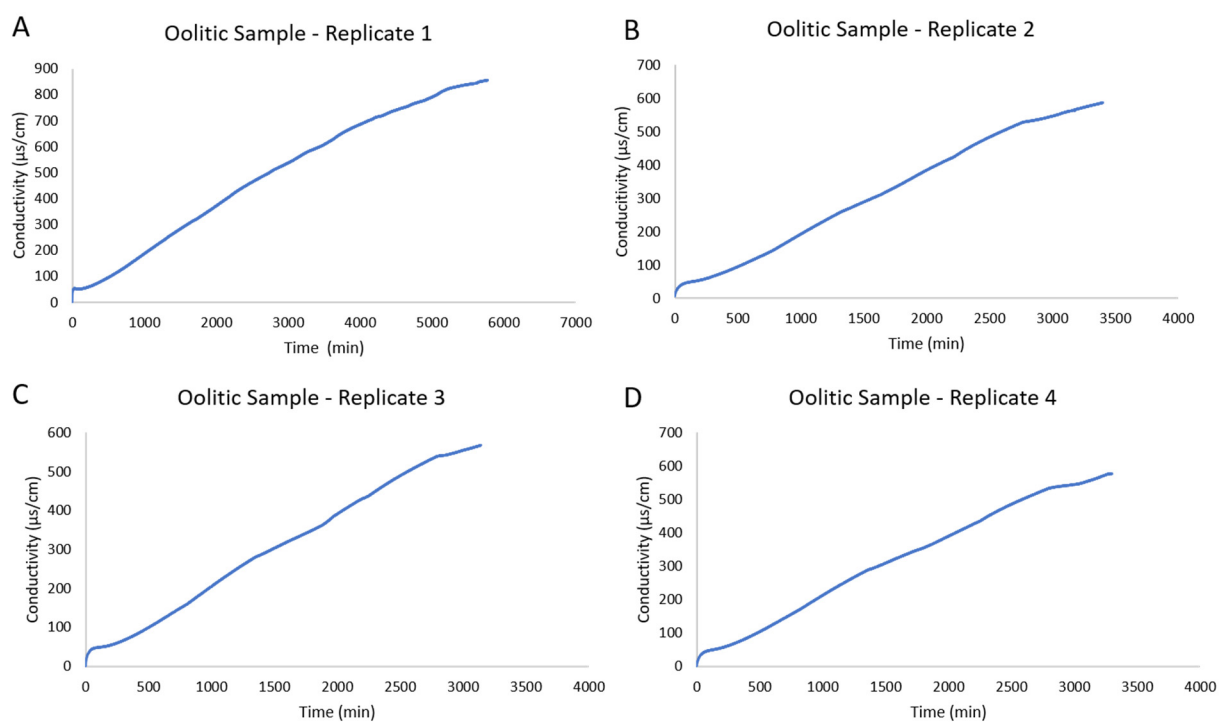 A
Oolitic Sample - Replicate 1
Conductivity (µs/cm)
900
800
700
600
500
400
300
200
100
0
0 1000 2000 3000 4000 5000 6000 7000
Time (min)
B
Oolitic Sample - Replicate 2
Conducitivity (µs/cm)
700
600
500
400
300
200
100
0
0 500 1000 1500 2000 2500 3000 3500 4000
Time (min)
C
Oolitic Sample - Replicate 3
Conductivity (µs/cm)
600
500
400
300
200
100
0
0 500 1000 1500 2000 2500 3000 3500 4000
Time (min)
D
Oolitic Sample - Replicate 4
Conductivity (µs/cm)
700
600
500
400
300
200
100
0
0 500 1000 1500 2000 2500 3000 3500 4000
Time (min)